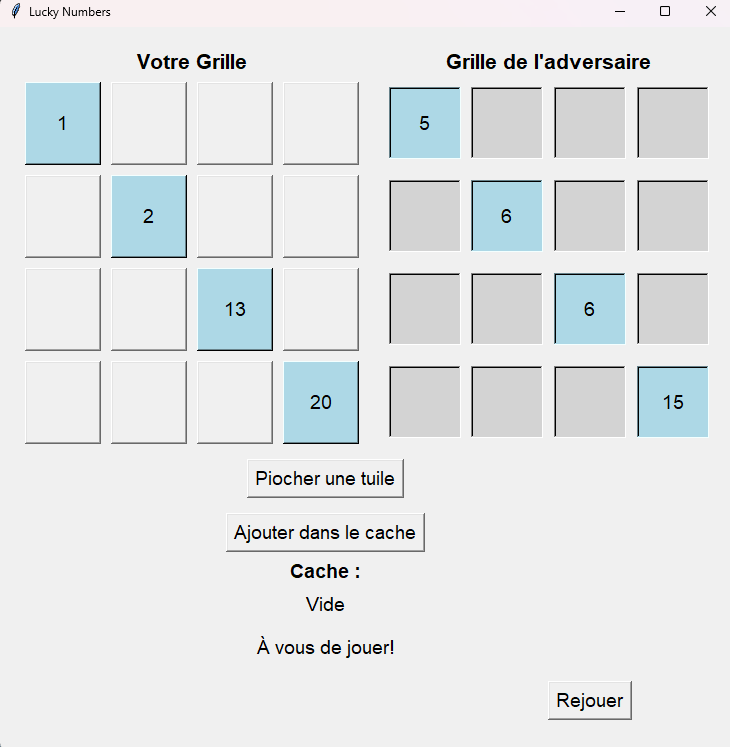 Lucky Numbers
Votre Grille
Grille de l'adversaire
1
5
2
6
13
6
20
15
Piocher une tuile
Ajouter dans le cache
Cache :
Vide
À vous de jouer!
Rejouer